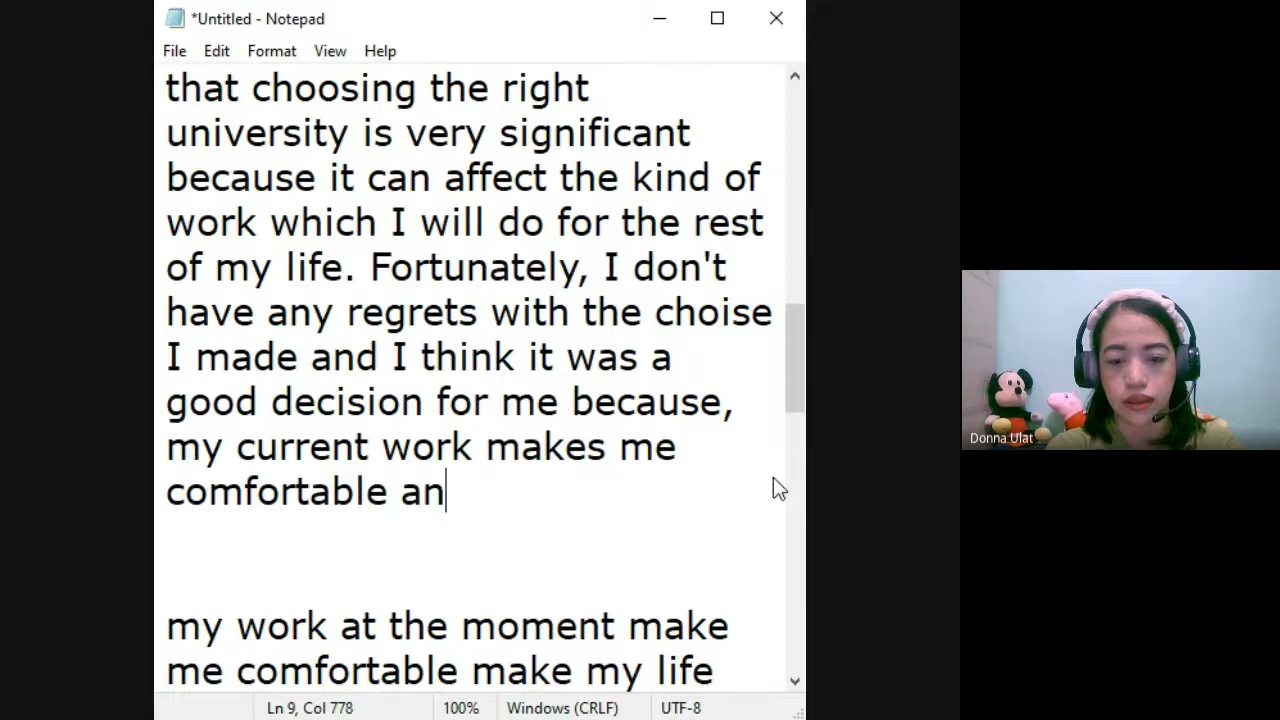 *Untitled - Notepad
File Edit Format View Help
that choosing the right
university is very significant
because it can affect the kind of
work which I will do for the rest
of my life. Fortunately, I don't
have any regrets with the choise
I made and I think it was a
good decision for me because,
my current work makes me
comfortable an
my work at the moment make
me comfortable make my life
Ln 9, Col 778 100% Windows (CRLF) UTF-8
Donna Ulat